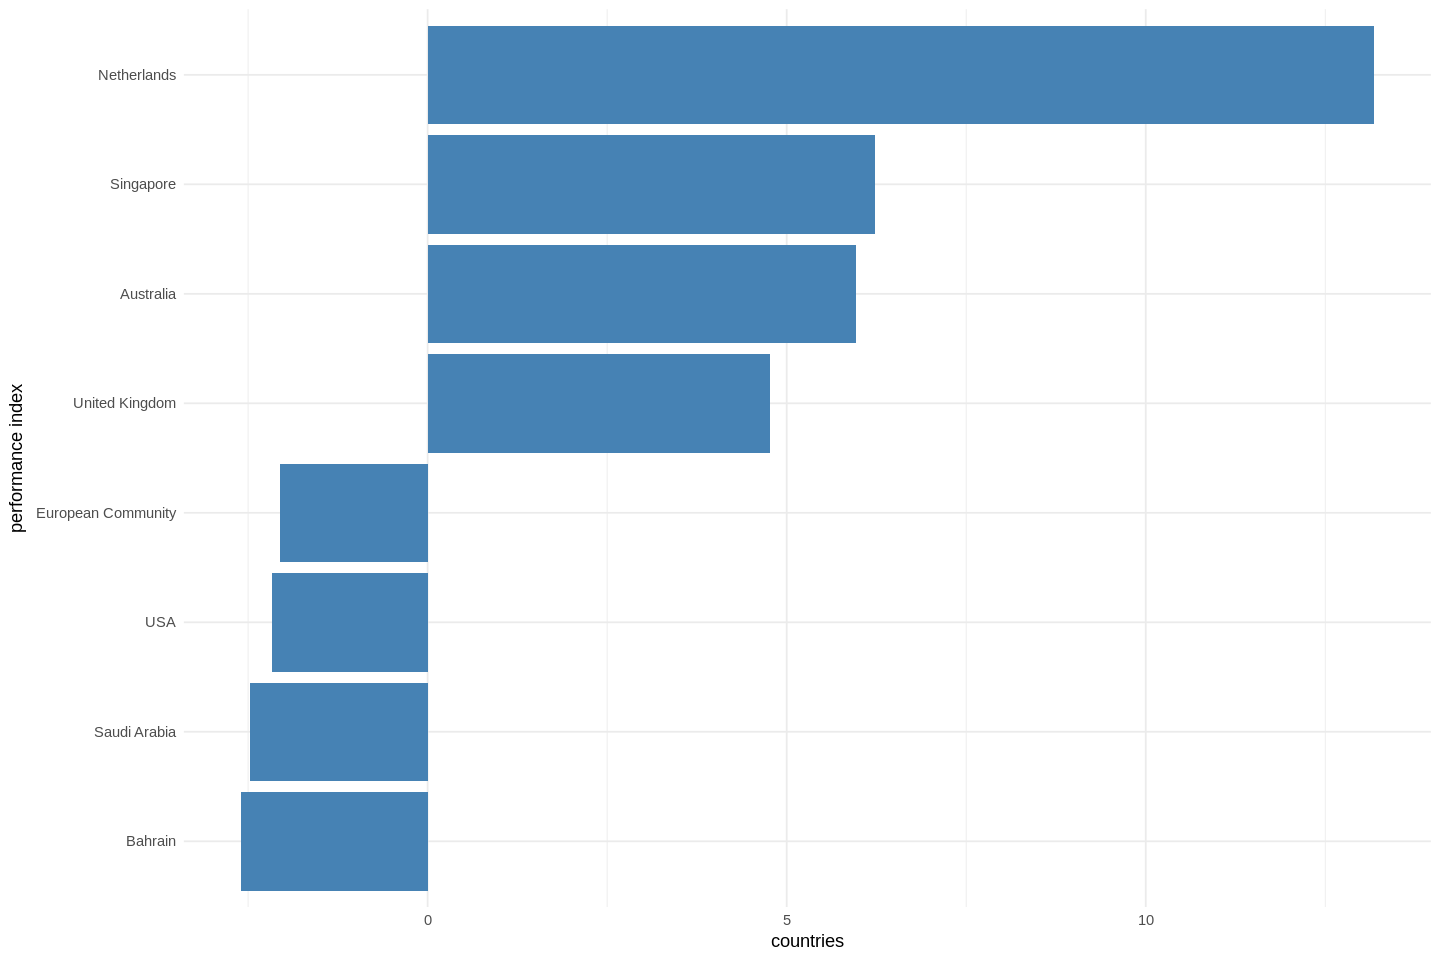 performance index
Netherlands
Singapore
Australia
United Kingdom
European Community
USA
Saudi Arabia
Bahrain
0 5 10
countries